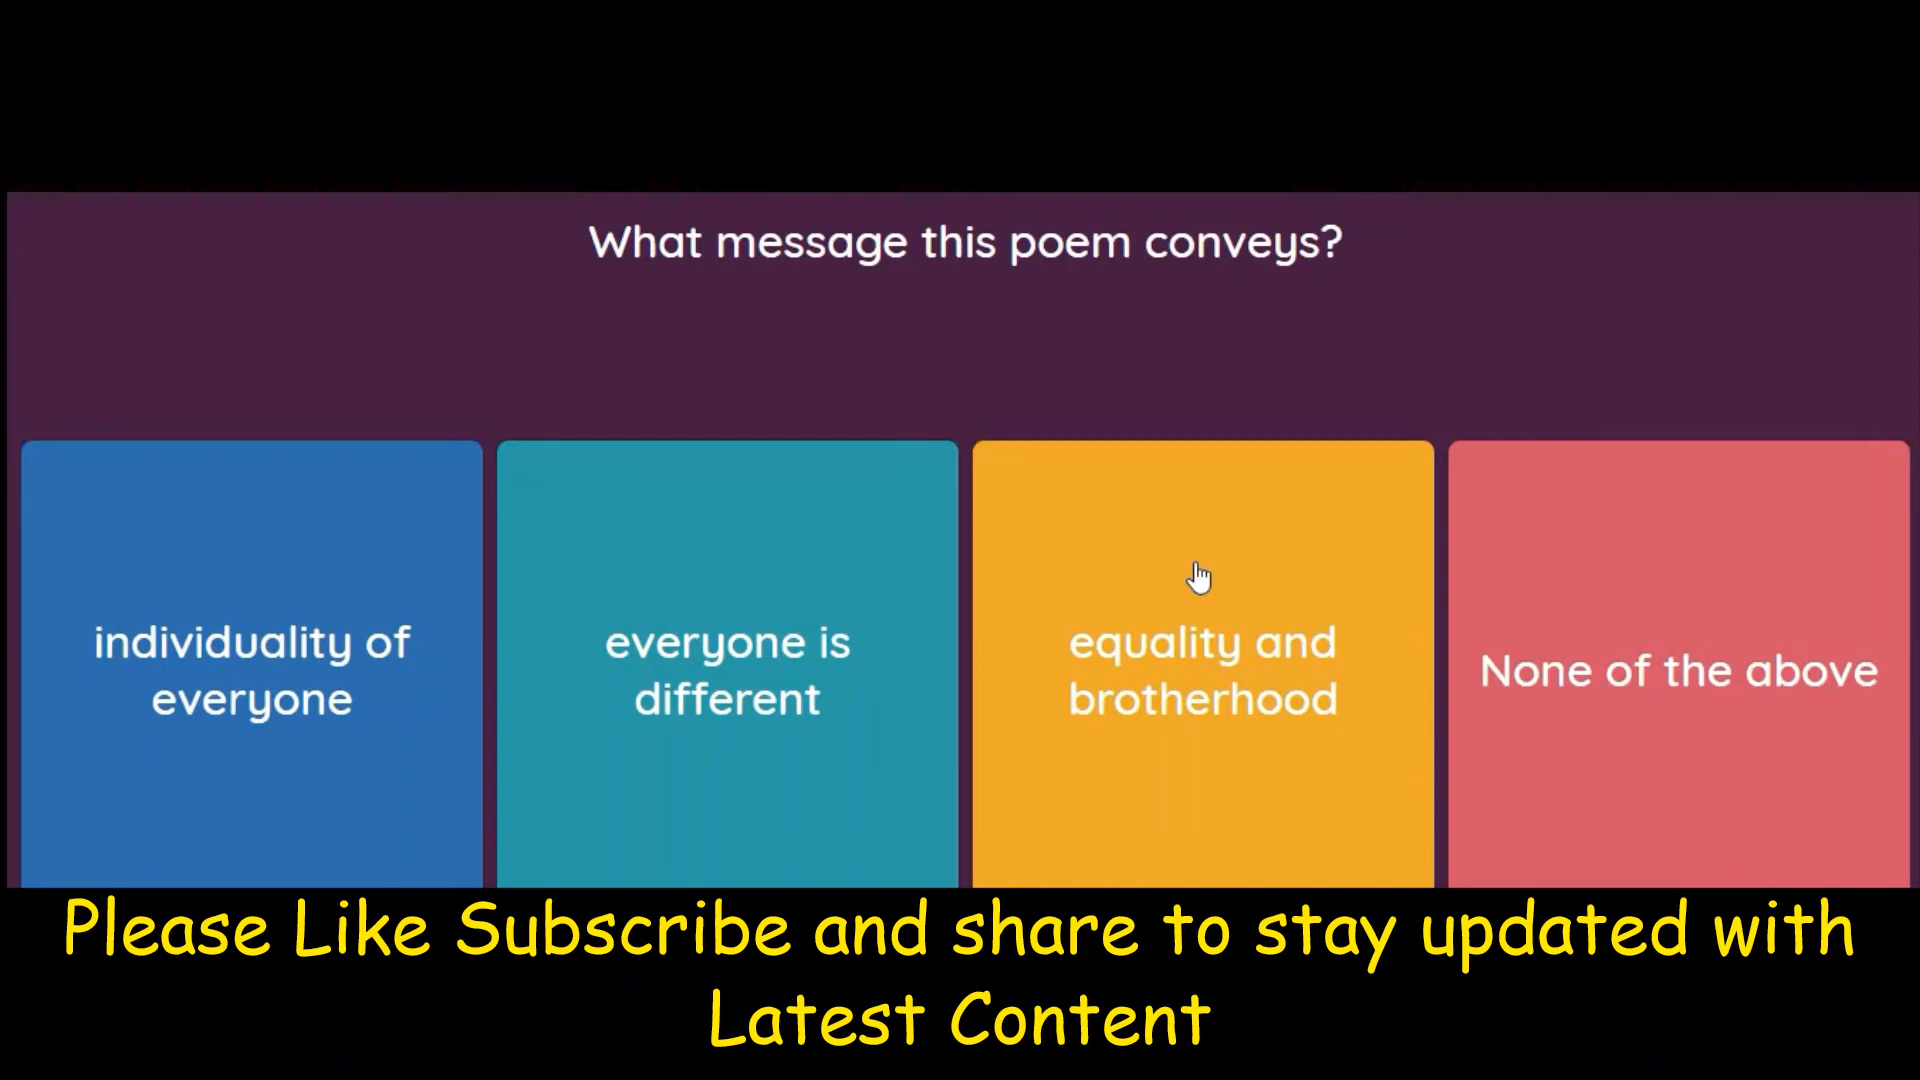 What message this poem conveys?
individuality of
everyone
everyone is
different
equality and
brotherhood
None of the above
Please Like Subscribe and share to stay updated with
Latest Content